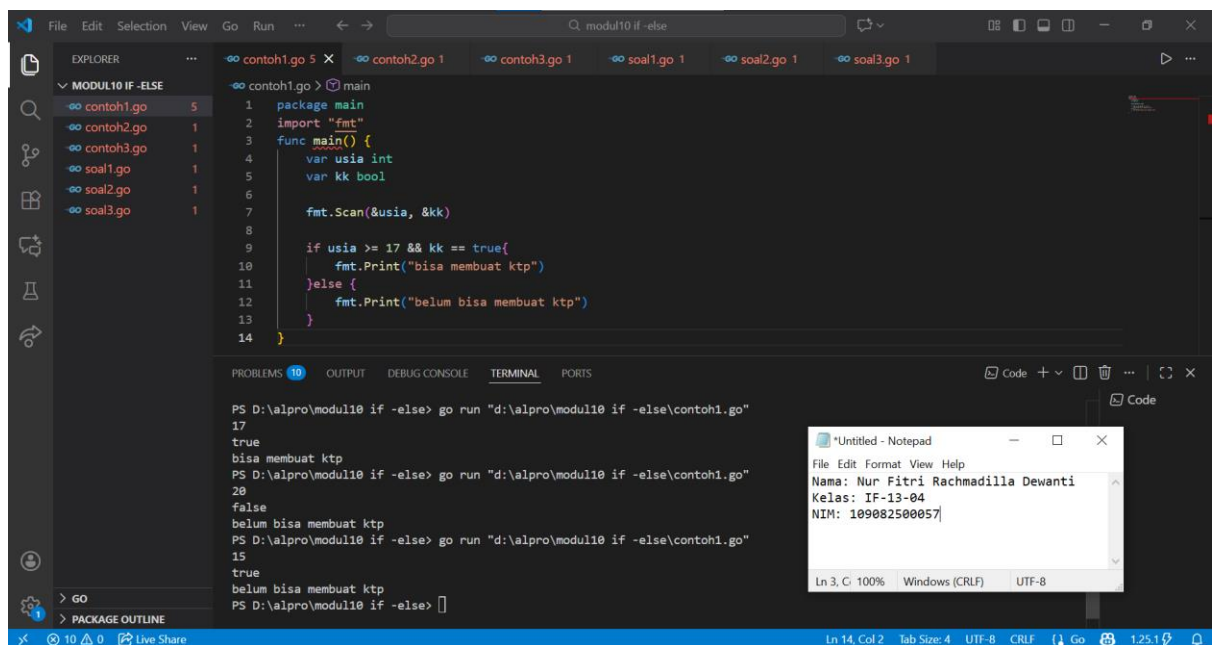 File Edit Selection View Go Run ... modul10 if -else
EXPLORER ...
MODUL10 IF -ELSE
contoh1.go 5
contoh2.go 1
contoh3.go 1
soal1.go 1
soal2.go 1
soal3.go 1
contoh1.go 5 contoh2.go 1 contoh3.go 1 soal1.go 1 soal2.go 1 soal3.go 1
contoh1.go > main
1 package main
2 import "fmt"
3 func main() {
4 var usia int
5 var kk bool
6
7 fmt.Scan(&usia, &kk)
8
9 if usia >= 17 && kk == true{
10 fmt.Print("bisa membuat ktp")
11 }else {
12 fmt.Print("belum bisa membuat ktp")
13 }
14 }
PROBLEMS 10 OUTPUT DEBUG CONSOLE TERMINAL PORTS Code
Code
PS D:\alpro\modul10 if -else> go run "d:\alpro\modul10 if -else\contoh1.go"
17
true
bisa membuat ktp
PS D:\alpro\modul10 if -else> go run "d:\alpro\modul10 if -else\contoh1.go"
20
false
belum bisa membuat ktp
PS D:\alpro\modul10 if -else> go run "d:\alpro\modul10 if -else\contoh1.go"
15
true
belum bisa membuat ktp
PS D:\alpro\modul10 if -else>
*Untitled - Notepad
File Edit Format View Help
Nama: Nur Fitri Rachmadilla Dewanti
Kelas: IF-13-04
NIM: 109082500057
Ln 3, C 100% Windows (CRLF) UTF-8
GO
PACKAGE OUTLINE
1
10 0 Live Share Ln 14, Col 2 Tab Size: 4 UTF-8 CRLF Go 1.25.1